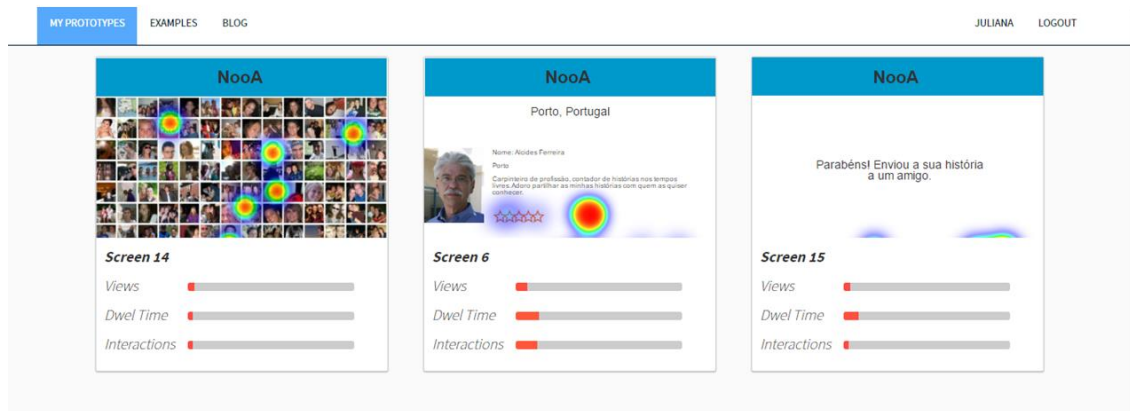 MY PROTOTYPES EXAMPLES BLOG JULIANA LOGOUT
NooA
Screen 14
Views
Dwel Time
Interactions
NooA
Porto, Portugal
Nome: Alcides Ferreira
Porto
Carpinteiro de profissão, contador de histórias nos tempos
livres. Adoro partilhar as minhas histórias com quem as quiser
conhecer.
Screen 6
Views
Dwel Time
Interactions
NooA
Parabéns! Enviou a sua história
a um amigo.
Screen 15
Views
Dwel Time
Interactions